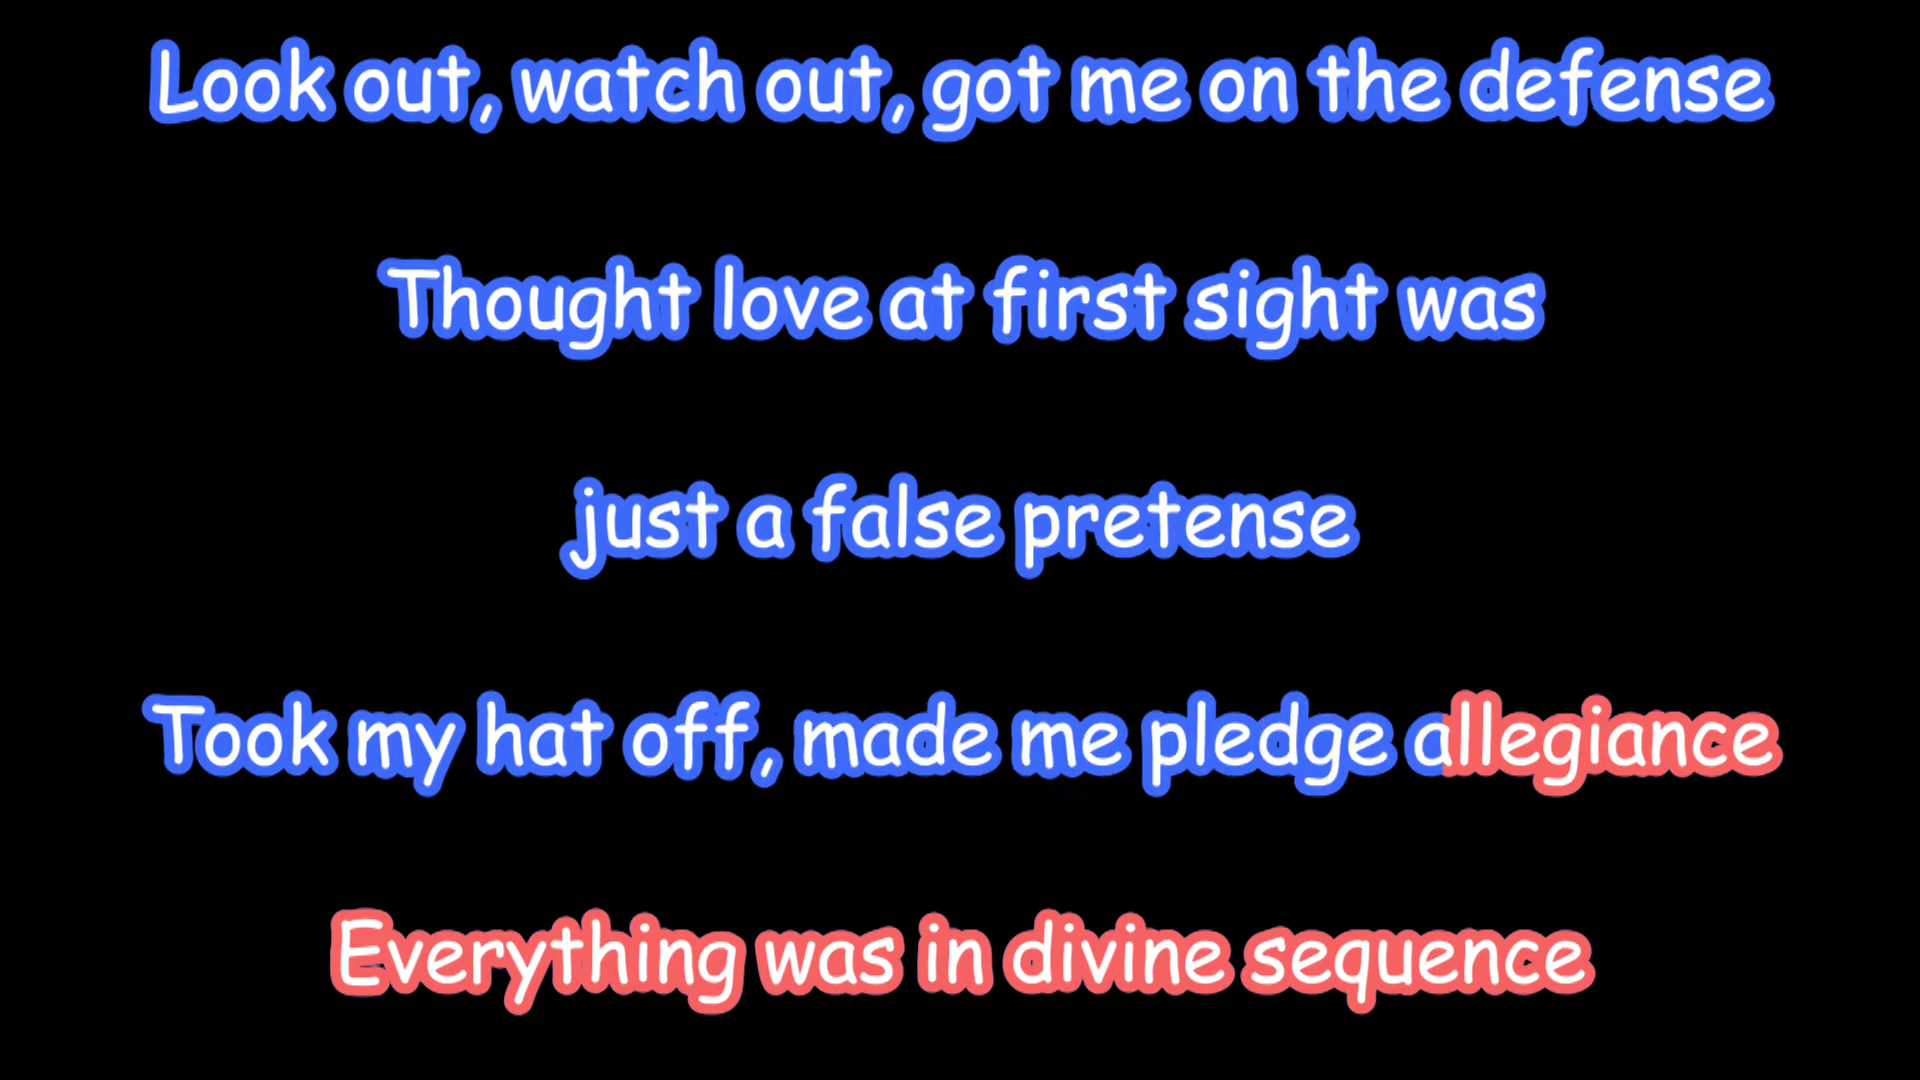 Look out, watch out, got me on the defense
Thought love at first sight was
just a false pretense
Took my hat off, made me pledge allegiance
Everything was in divine sequence